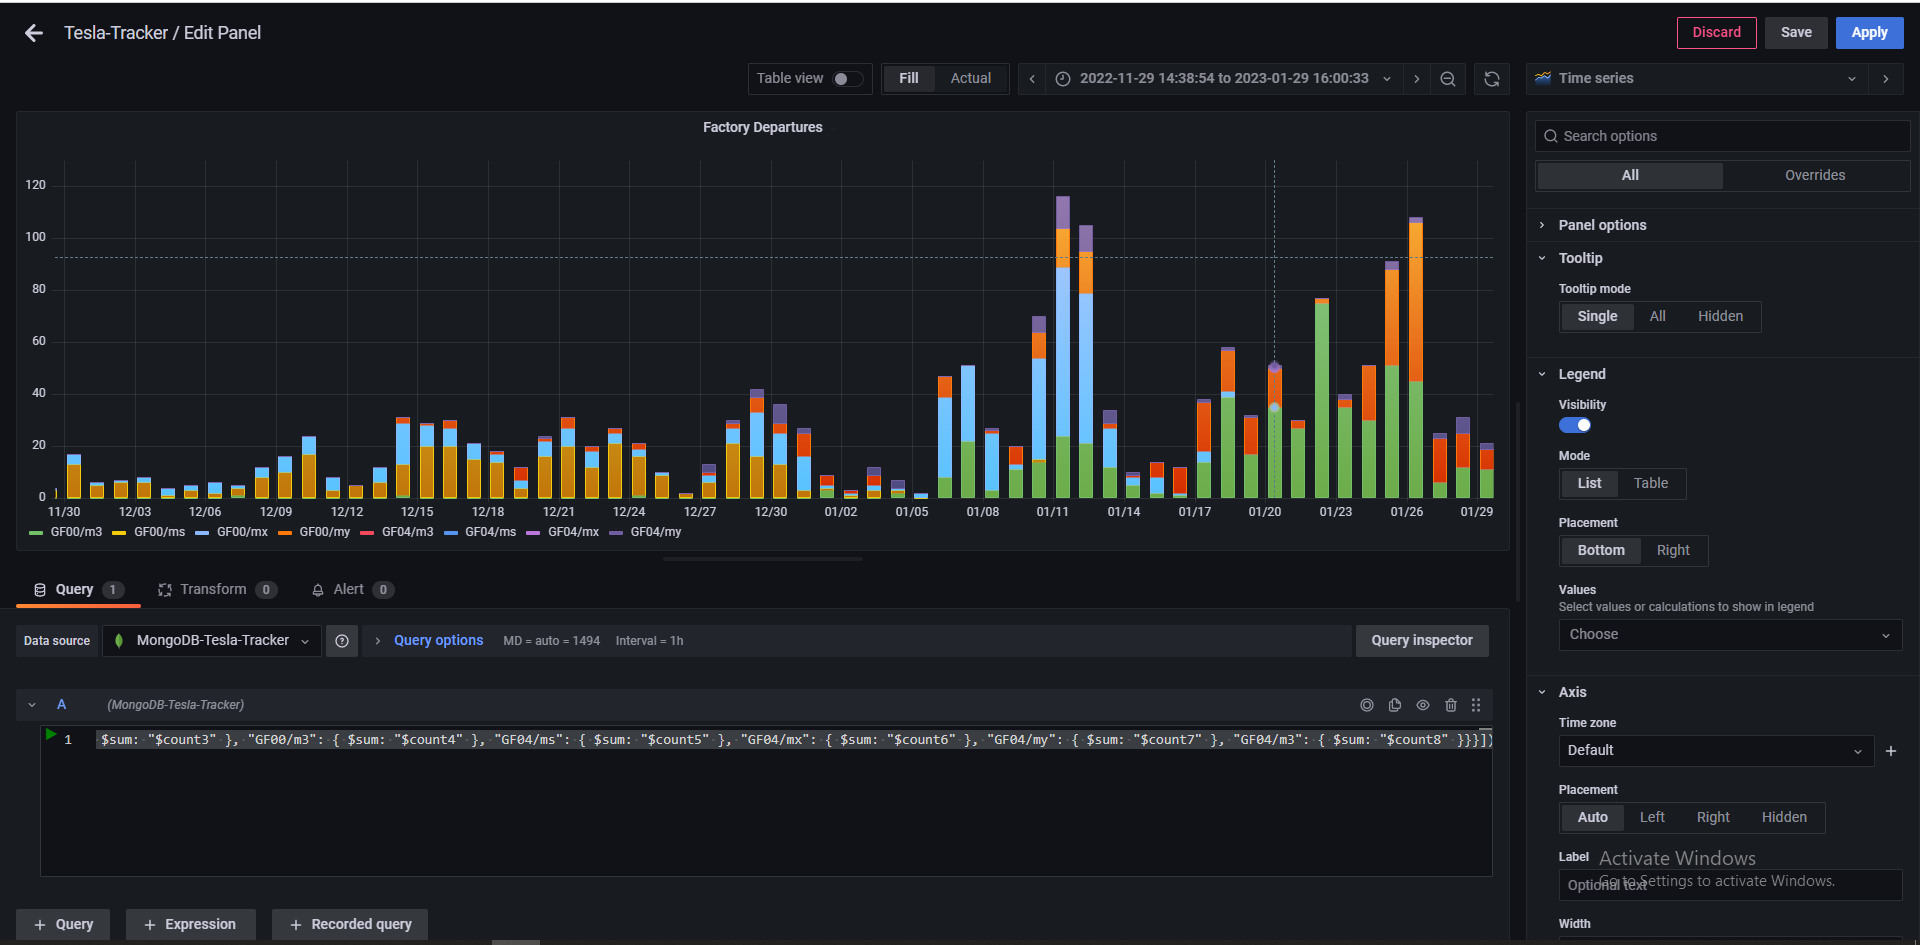 Tesla-Tracker / Edit Panel
Discard
Save
Apply
Table view
Fill
Actual
2022-11-29 14:38:54 to 2023-01-29 16:00:33
Time series
Factory Departures
Search options
All
Overrides
120
100
80
60
40
20
0
11/30 12/03 12/06 12/09 12/12 12/15 12/18 12/21 12/24 12/27 12/30 01/02 01/05 01/08 01/11 01/14 01/17 01/20 01/23 01/26 01/29
GF00/m3 GF00/ms GF00/mx GF00/my GF04/m3 GF04/ms GF04/mx GF04/my
Panel options
Tooltip
Tooltip mode
Single All Hidden
Legend
Visibility
Mode
List Table
Placement
Bottom Right
Values
Select values or calculations to show in legend
Choose
Query 1
Transform 0
Alert 0
Data source
MongoDB-Tesla-Tracker
Query options
MD = auto = 1494
Interval = 1h
Query inspector
A
(MongoDB-Tesla-Tracker)
1
$sum: "$count3" }, "GF00/m3": { $sum: "$count4" }, "GF04/ms": { $sum: "$count5" }, "GF04/mx": { $sum: "$count6" }, "GF04/my": { $sum: "$count7" }, "GF04/m3": { $sum: "$count8" }}}])
+ Query
+ Expression
+ Recorded query
Axis
Time zone
Default
Placement
Auto Left Right Hidden
Label
Optional text
Activate Windows
Go to Settings to activate Windows.
Width